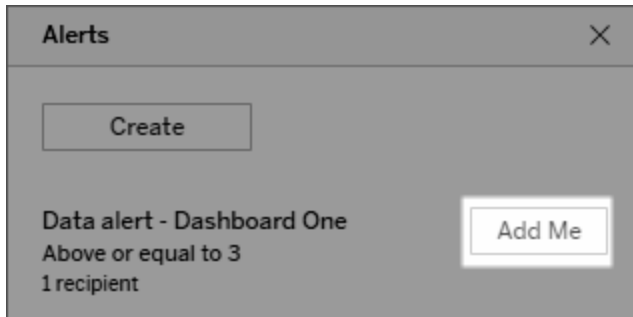 Alerts
Create
Data alert - Dashboard One
Add Me
Above or equal to 3
1 recipient